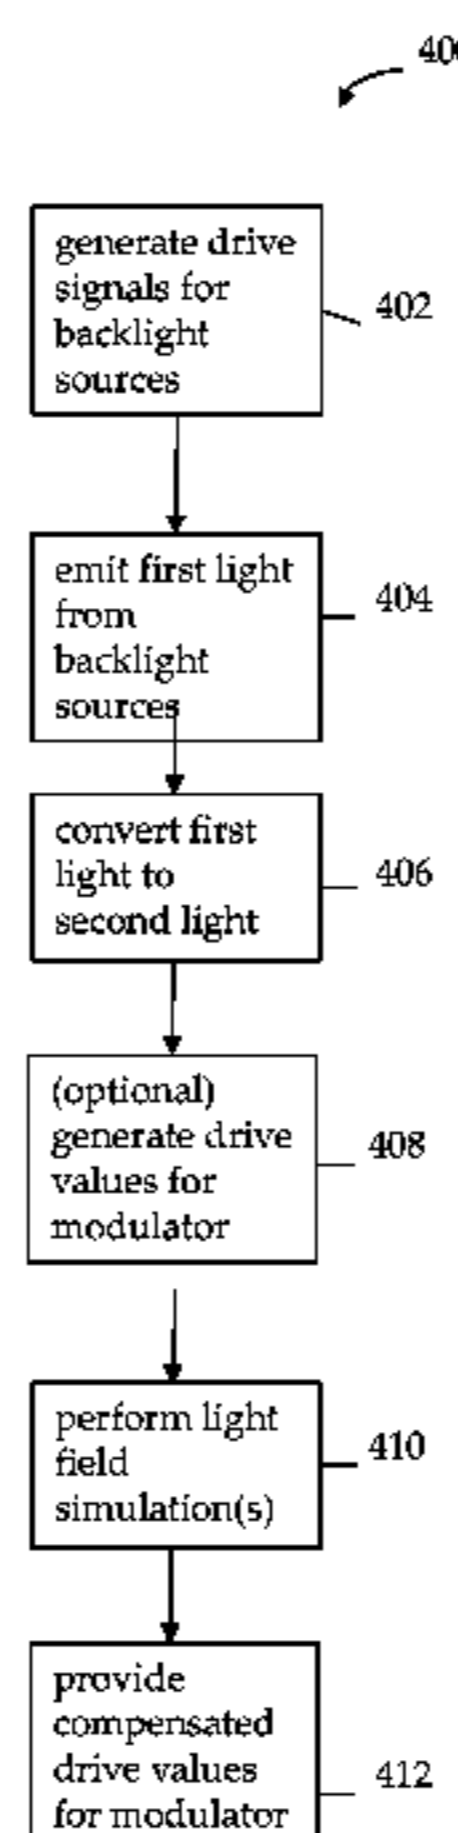 generate drive
signals for
backlight
sources
402
emit first light
from
backlight
sources
404
convert first
light to
second light
406
(optional)
generate drive
values for
modulator
408
perform light
field
simulation(s)
410
provide
compensated
drive values
for modulator
412